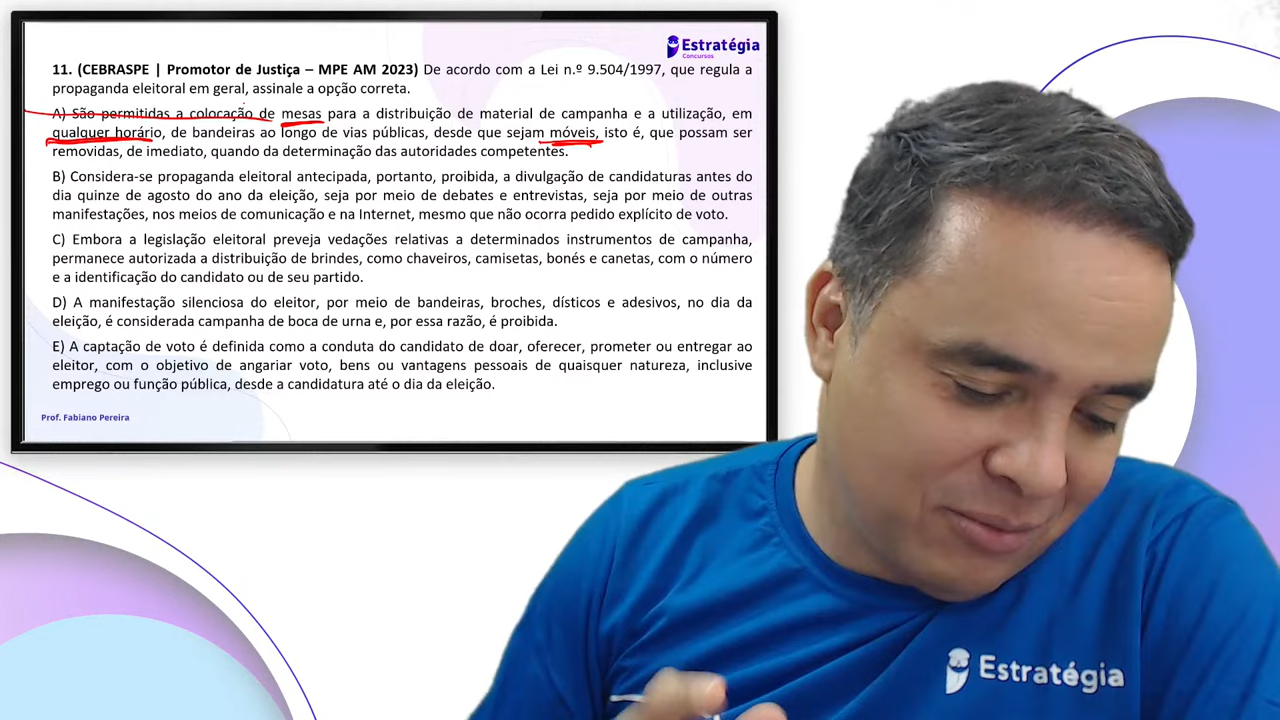 Estratégia
Concursos
11. (CEBRASPE | Promotor de Justiça – MPE AM 2023) De acordo com a Lei n.º 9.504/1997, que regula a
propaganda eleitoral em geral, assinale a opção correta.
A) São permitidas a colocação de mesas para a distribuição de material de campanha e a utilização, em
qualquer horário, de bandeiras ao longo de vias públicas, desde que sejam móveis, isto é, que possam ser
removidas, de imediato, quando da determinação das autoridades competentes.
B) Considera-se propaganda eleitoral antecipada, portanto, proibida, a divulgação de candidaturas antes do
dia quinze de agosto do ano da eleição, seja por meio de debates e entrevistas, seja por meio de outras
manifestações, nos meios de comunicação e na Internet, mesmo que não ocorra pedido explícito de voto.
C) Embora a legislação eleitoral preveja vedações relativas a determinados instrumentos de campanha,
permanece autorizada a distribuição de brindes, como chaveiros, camisetas, bonés e canetas, com o número
e a identificação do candidato ou de seu partido.
D) A manifestação silenciosa do eleitor, por meio de bandeiras, broches, dísticos e adesivos, no dia da
eleição, é considerada campanha de boca de urna e, por essa razão, é proibida.
E) A captação de voto é definida como a conduta do candidato de doar, oferecer, prometer ou entregar ao
eleitor, com o objetivo de angariar voto, bens ou vantagens pessoais de quaisquer natureza, inclusive
emprego ou função pública, desde a candidatura até o dia da eleição.
Prof. Fabiano Pereira
Estratégia